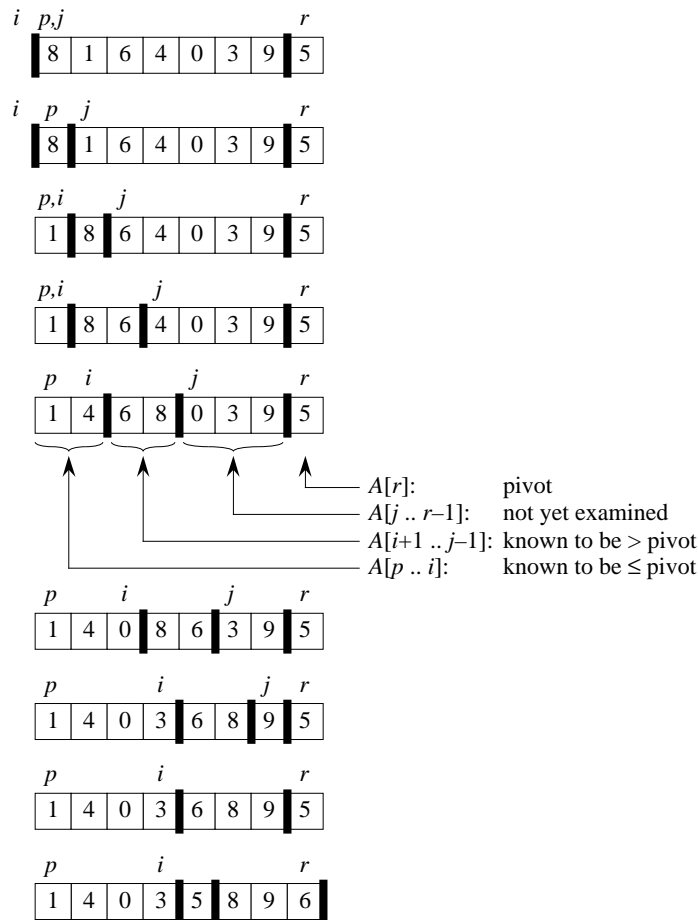 i p,j r
8 1 6 4 0 3 9 5
i p j r
8 1 6 4 0 3 9 5
p,i j r
1 8 6 4 0 3 9 5
p,i j r
1 8 6 4 0 3 9 5
p i j r
1 4 6 8 0 3 9 5
A[r]: pivot
A[j .. r–1]: not yet examined
A[i+1 .. j–1]: known to be > pivot
A[p .. i]: known to be ≤ pivot
p i j r
1 4 0 8 6 3 9 5
p i j r
1 4 0 3 6 8 9 5
p i r
1 4 0 3 6 8 9 5
p i r
1 4 0 3 5 8 9 6